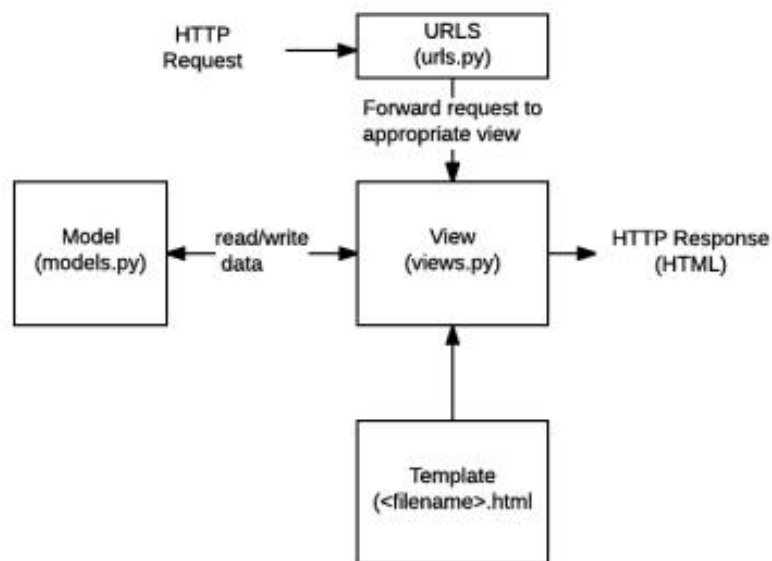 HTTP
Request
URLS
(urls.py)
Forward request to
appropriate view
Model
(models.py)
read/write
data
View
(views.py)
HTTP Response
(HTML)
Template
(<filename>.html